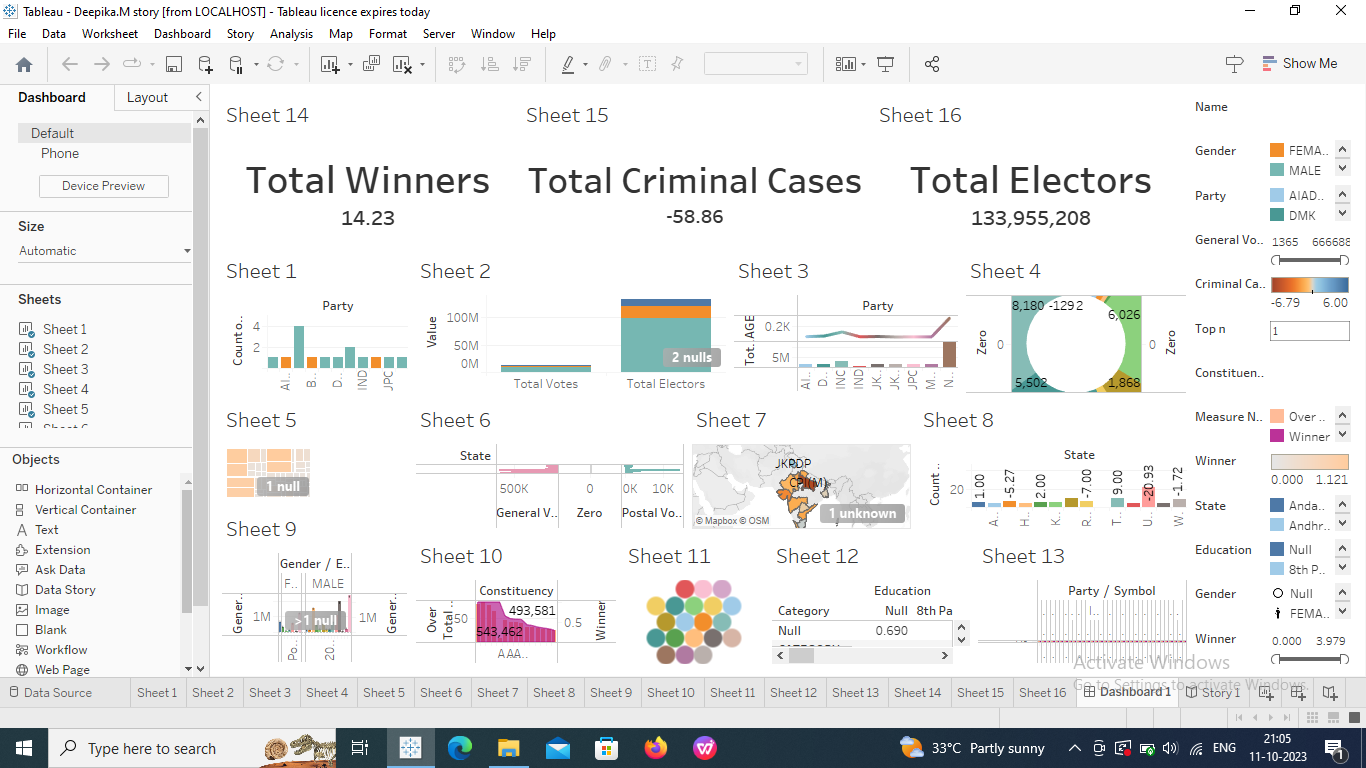 Tableau - Deepika.M story [from LOCALHOST] - Tableau licence expires today
File Data Worksheet Dashboard Story Analysis Map Format Server Window Help
Show Me
Dashboard Layout
Default
Phone
Device Preview
Size
Automatic
Sheets
Sheet 1
Sheet 2
Sheet 3
Sheet 4
Sheet 5
Objects
Horizontal Container
Vertical Container
Text
Extension
Ask Data
Data Story
Image
Blank
Workflow
Web Page
Sheet 14
Total Winners
14.23
Sheet 15
Total Criminal Cases
-58.86
Sheet 16
Total Electors
133,955,208
Sheet 1
Party
Count o..
4
2
AI..
B..
D..
IND
JPC
Sheet 2
Value
100M
50M
0M
2 nulls
Total Votes Total Electors
Sheet 3
Party
Tot.. AGE
0.2K
5M
AI..
D..
INC
IND
JK..
JK..
JPC
M..
N..
Sheet 4
Zero
0
8,180 -1292
6,026
5,502
1,868
0
Zero
Sheet 5
1 null
Sheet 6
State
500K 0 0K 10K
General V.. Zero Postal Vo..
Sheet 7
CPI(M)
1 unknown
© Mapbox © OSM
Sheet 8
State
Count ..
20
1.00
-5.27
2.00
-7.00
9.00
-20.93
-1.72
A..
H..
K..
R..
T..
U..
W..
Sheet 9
Gender / E..
F.. MALE
Gender..
1M
>1 null
1M
Gender..
Po..
20..
Sheet 10
Constituency
Over
Total ..
50
493,581
543,462
0.5
Winner
AAA..
Sheet 11
Sheet 12
Education
Category Null 8th Pa
Null 0.690
Sheet 13
Party / Symbol
Name
Gender
FEMA..
MALE
Party
AIAD..
DMK
General Vo..
1365 666688
Criminal Ca..
-6.79 6.00
Top n
1
Constituen..
Measure N..
Over ..
Winner
Winner
0.000 1.121
State
Anda..
Andhr..
Education
Null
8th P..
Gender
Null
FEMA..
Winner
0.000 3.979
Activate Windows
Go to Settings to activate Windows.
Data Source Sheet 1 Sheet 2 Sheet 3 Sheet 4 Sheet 5 Sheet 6 Sheet 7 Sheet 8 Sheet 9 Sheet 10 Sheet 11 Sheet 12 Sheet 13 Sheet 14 Sheet 15 Sheet 16 Dashboard 1 Story 1
Type here to search
33°C Partly sunny
ENG
21:05
11-10-2023
1